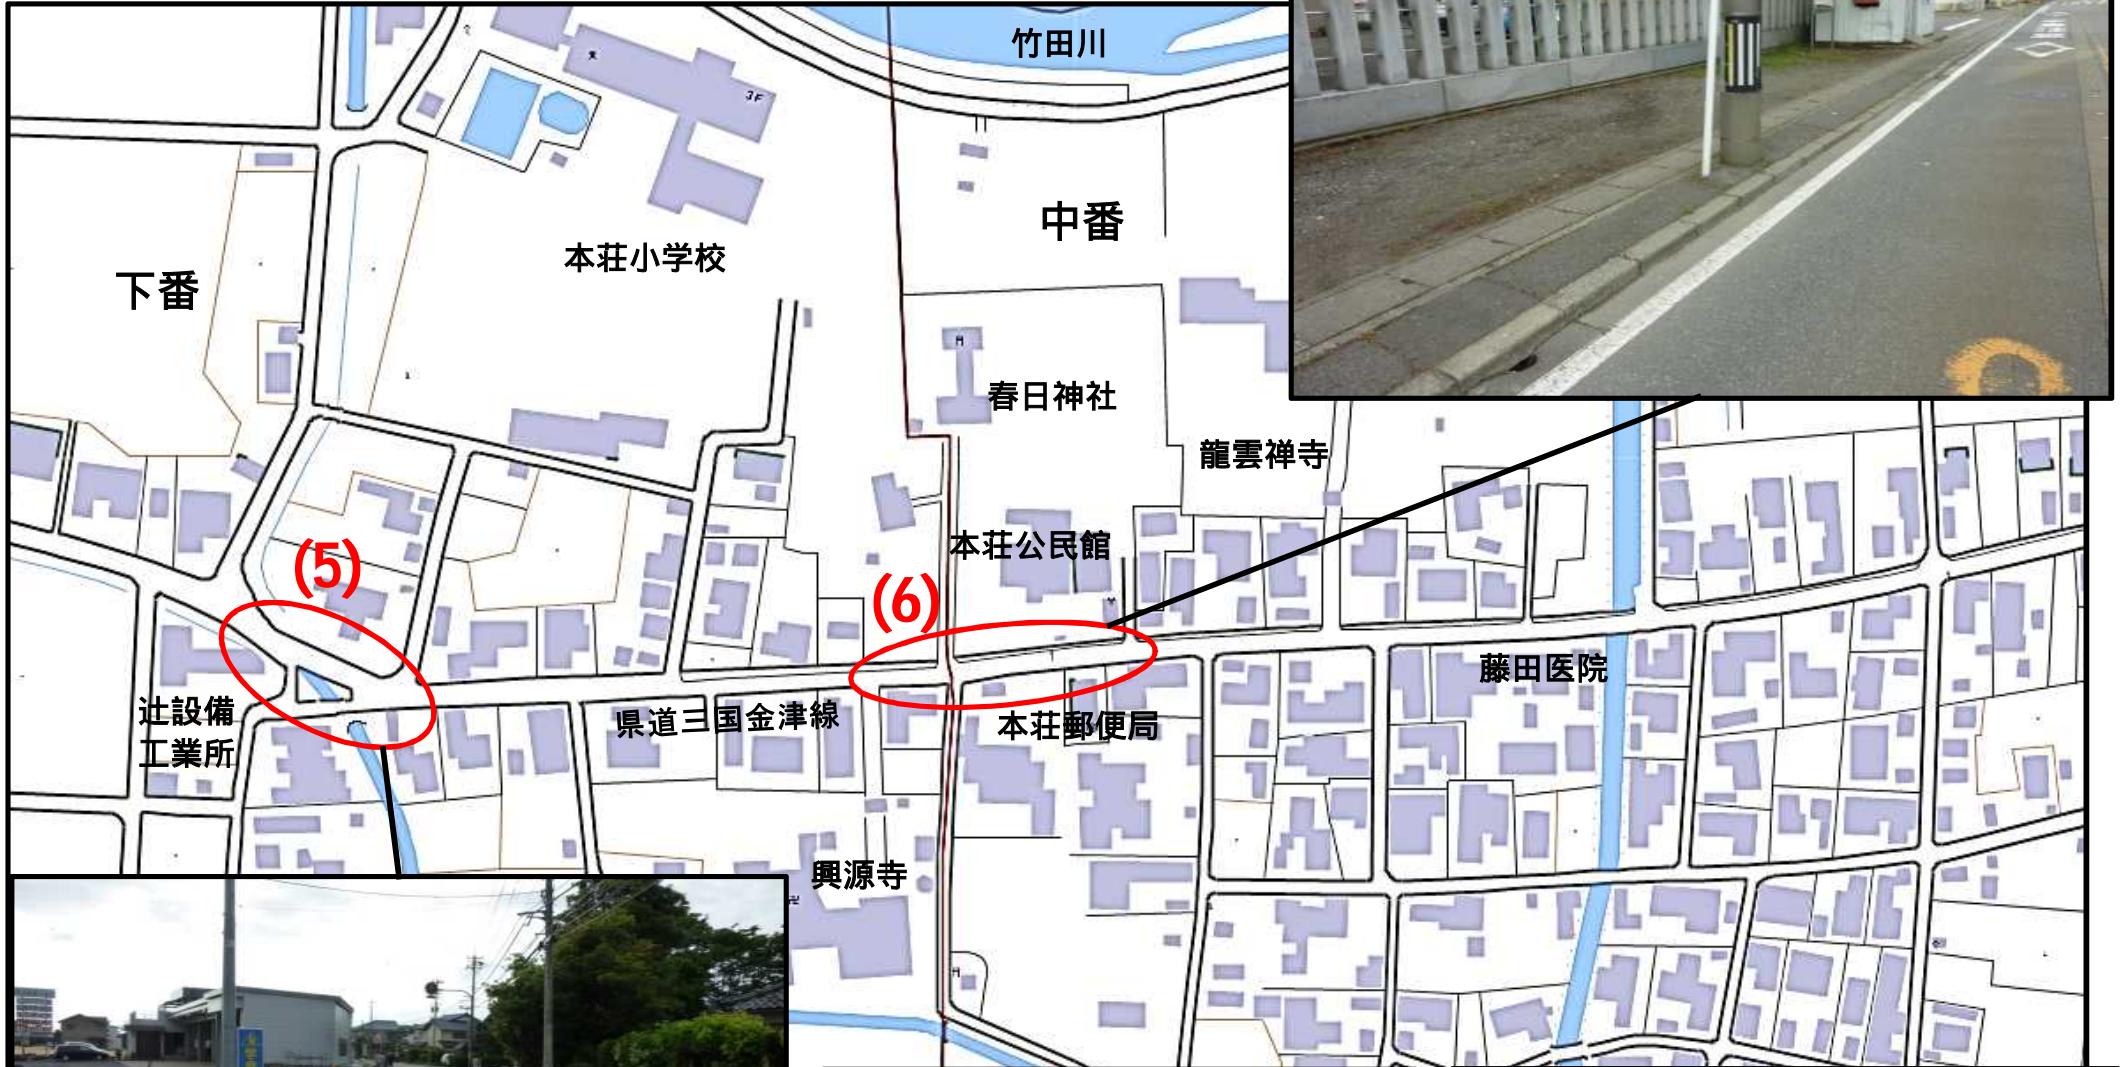 竹田川
3F
中番
本荘小学校
下番
春日神社
龍雲禅寺
本荘公民館
(5)
(6)
藤田医院
辻設備
工業所
県道三国金津線
本荘郵便局
興源寺